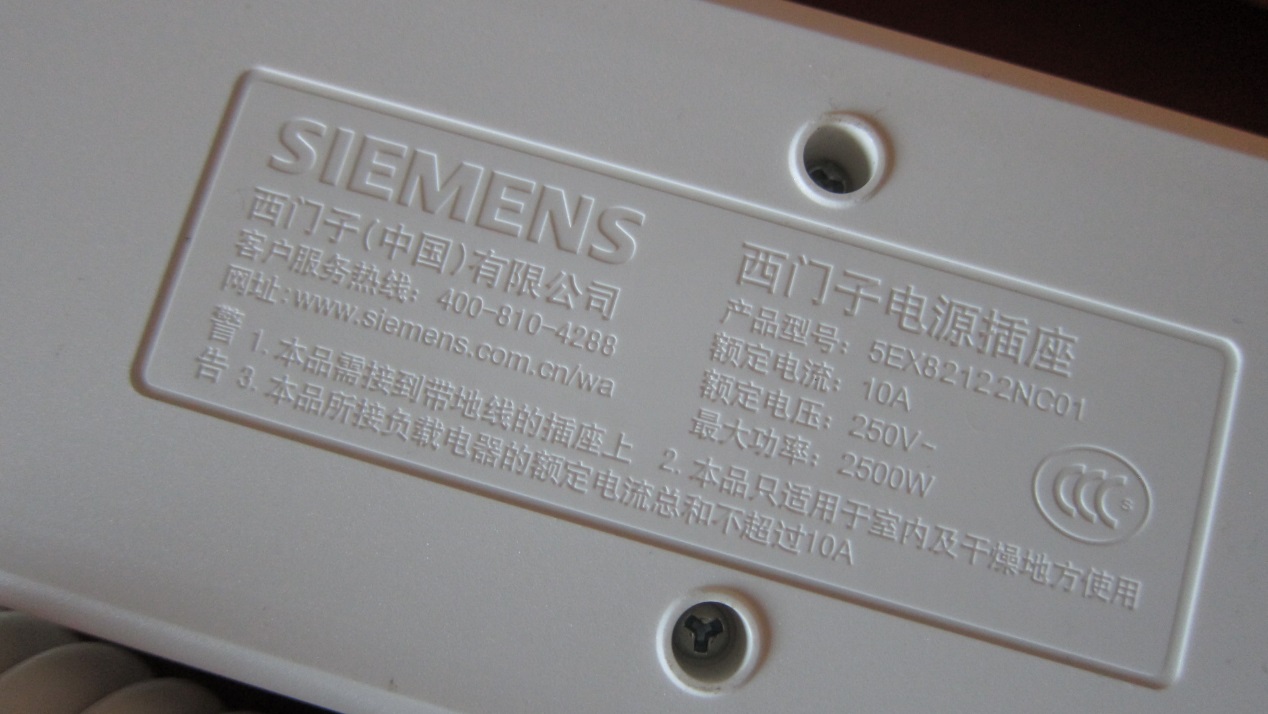 SIEMENS
西门子(中国)有限公司
客户服务热线: 400-810-4288
网址:www.siemens.com.cn/wa
西门子电源插座
产品型号: 5EX82122NC01
额定电流: 10A
额定电压: 250V~
最大功率: 2500W
CCC S
警告
1. 本品需接到带地线的插座上 2. 本品只适用于室内及干燥地方使用
3. 本品所接负载电器的额定电流总和不超过10A